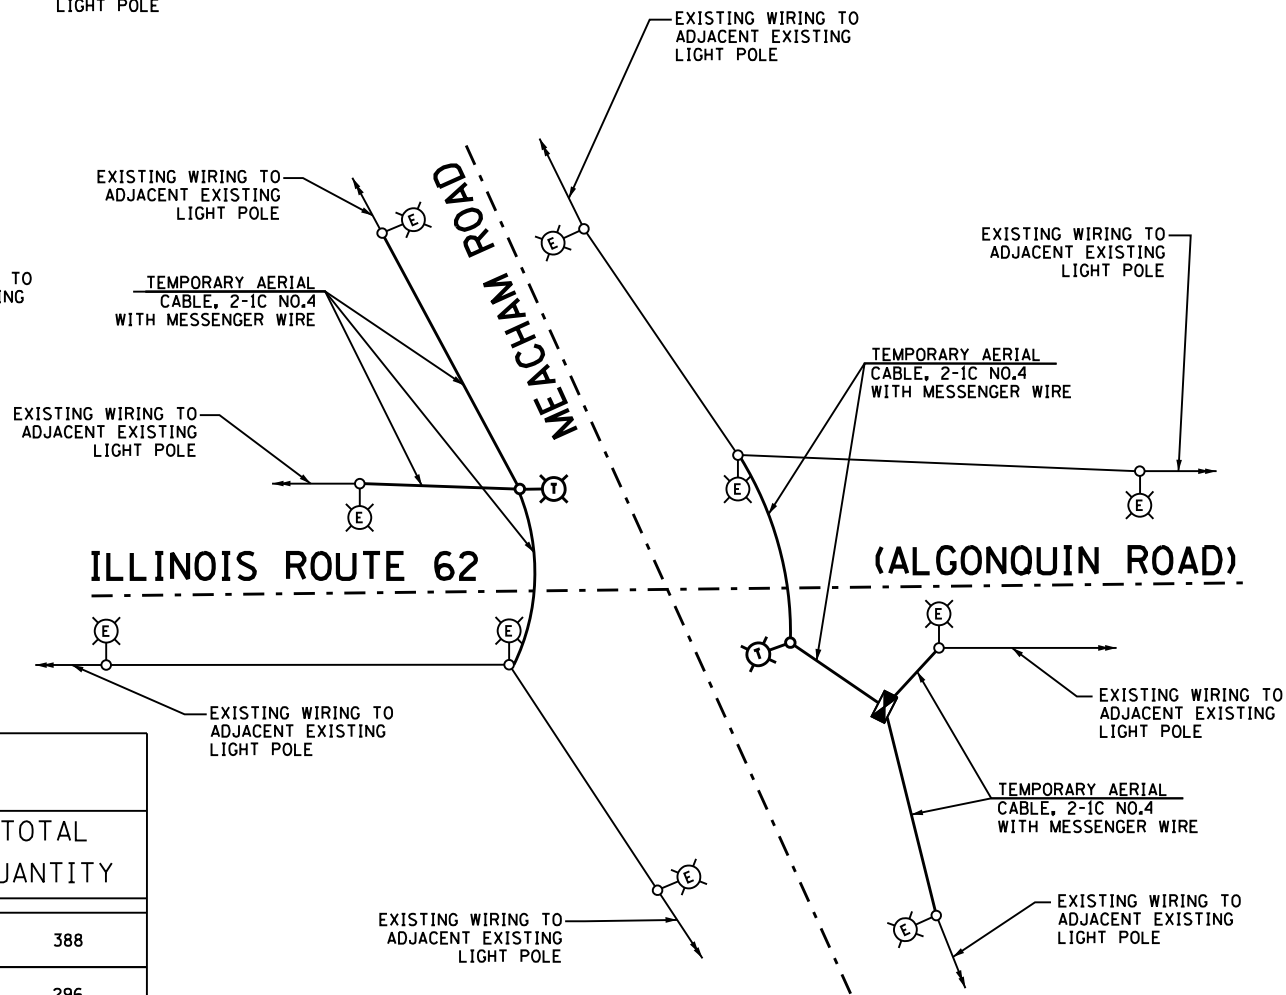 LIGHT POLE
EXISTING WIRING TO
ADJACENT EXISTING
LIGHT POLE
EXISTING WIRING TO
ADJACENT EXISTING
LIGHT POLE
E
E
MEACHAM ROAD
EXISTING WIRING TO
ADJACENT EXISTING
LIGHT POLE
TO
TEMPORARY AERIAL
CABLE, 2-1C NO.4
WITH MESSENGER WIRE
TEMPORARY AERIAL
CABLE, 2-1C NO.4
WITH MESSENGER WIRE
EXISTING WIRING TO
ADJACENT EXISTING
LIGHT POLE
E
T
E
E
ILLINOIS ROUTE 62
(ALGONQUIN ROAD)
E
E
E
T
EXISTING WIRING TO
ADJACENT EXISTING
LIGHT POLE
EXISTING WIRING TO
ADJACENT EXISTING
LIGHT POLE
TEMPORARY AERIAL
CABLE, 2-1C NO.4
WITH MESSENGER WIRE
TOTAL
UANTITY
388
296
E
E
EXISTING WIRING TO
ADJACENT EXISTING
LIGHT POLE
EXISTING WIRING TO
ADJACENT EXISTING
LIGHT POLE